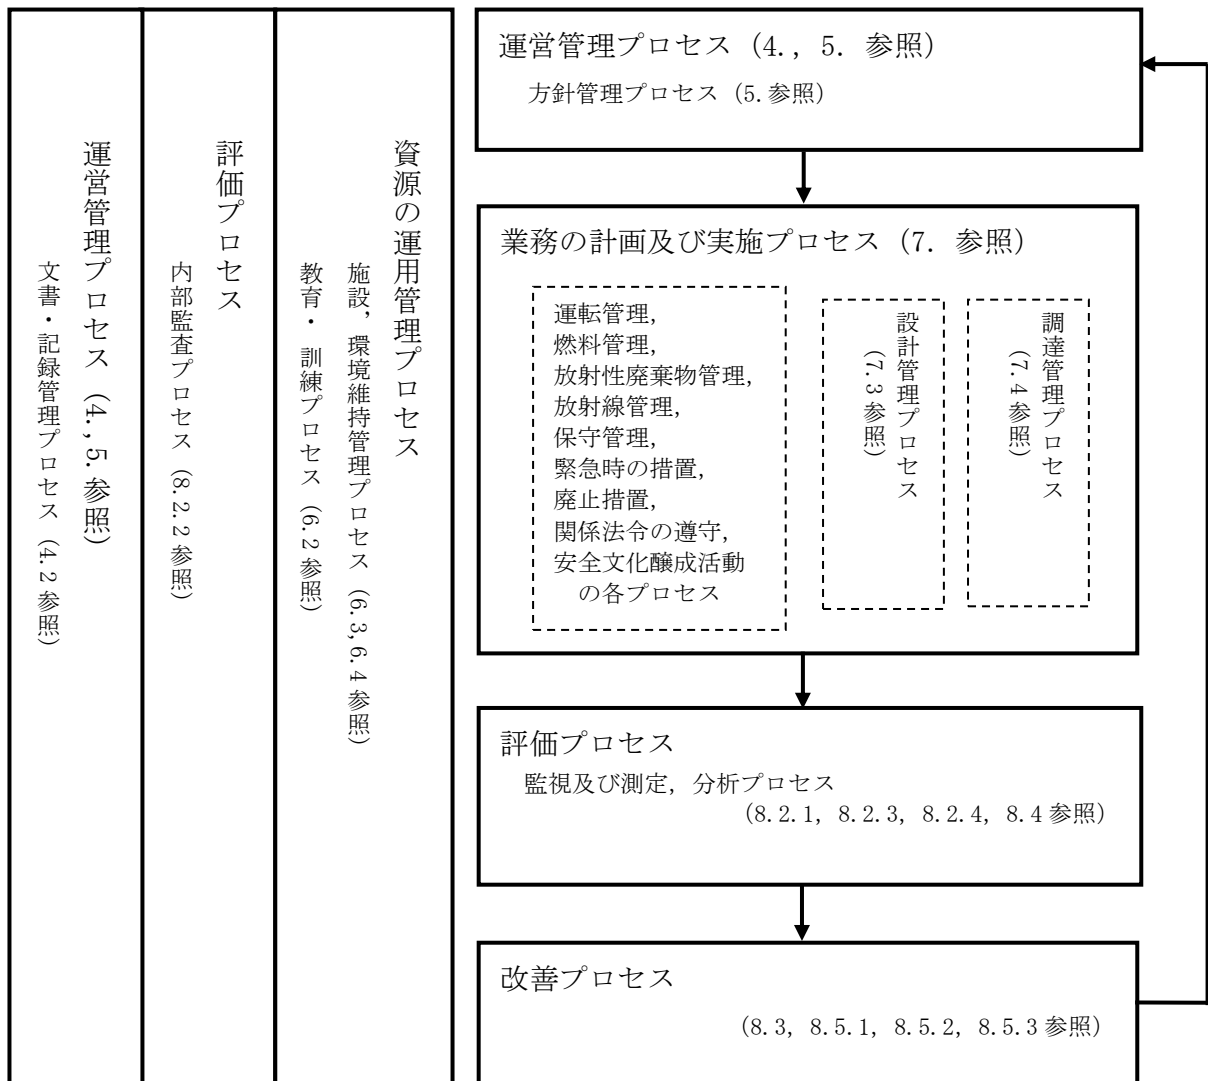 運営管理プロセス（4.,5.参照）
文書・記録管理プロセス（4.2参照）
評価プロセス
内部監査プロセス（8.2.2参照）
資源の運用管理プロセス
施設，環境維持管理プロセス（6.3,6.4参照）
教育・訓練プロセス（6.2参照）
運営管理プロセス（4.，5．参照）
方針管理プロセス（5.参照）
業務の計画及び実施プロセス（7．参照）
運転管理，
燃料管理，
放射性廃棄物管理，
放射線管理，
保守管理，
緊急時の措置，
廃止措置，
関係法令の遵守，
安全文化醸成活動
の各プロセス
設計管理プロセス
（7.3参照）
調達管理プロセス
（7.4参照）
評価プロセス
監視及び測定，分析プロセス
（8.2.1，8.2.3，8.2.4，8.4参照）
改善プロセス
（8.3，8.5.1，8.5.2，8.5.3参照）